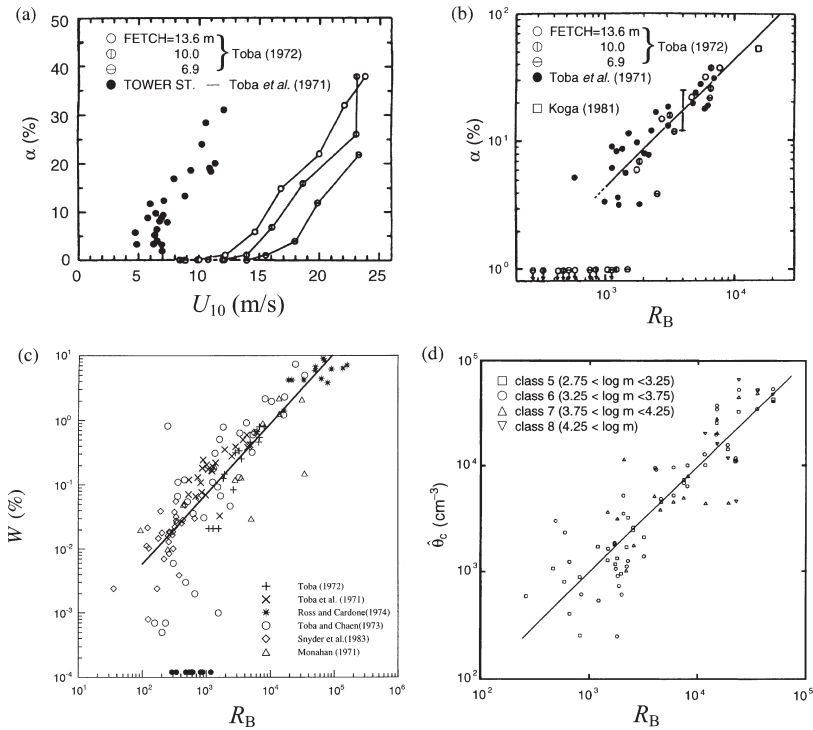 (a)
50
40
30
20
10
0
α (%)
FETCH=13.6 m
10.0
6.9
Toba (1972)
TOWER ST.
Toba et al. (1971)
0 5 10 15 20 25
U10 (m/s)
(b)
10²
10¹
10⁰
α (%)
FETCH=13.6 m
10.0
6.9
Toba (1972)
Toba et al. (1971)
Koga (1981)
10³ 10⁴
RB
(c)
10¹
10⁰
10⁻¹
10⁻²
10⁻³
10⁻⁴
W (%)
Toba (1972)
Toba et al. (1971)
Ross and Cardone(1974)
Toba and Chaen(1973)
Snyder et al.(1983)
Monahan (1971)
10¹ 10² 10³ 10⁴ 10⁵ 10⁶
RB
(d)
10⁵
10⁴
10³
10²
θ̂c (cm⁻³)
class 5 (2.75 < log m <3.25)
class 6 (3.25 < log m <3.75)
class 7 (3.75 < log m <4.25)
class 8 (4.25 < log m)
10² 10³ 10⁴ 10⁵
RB